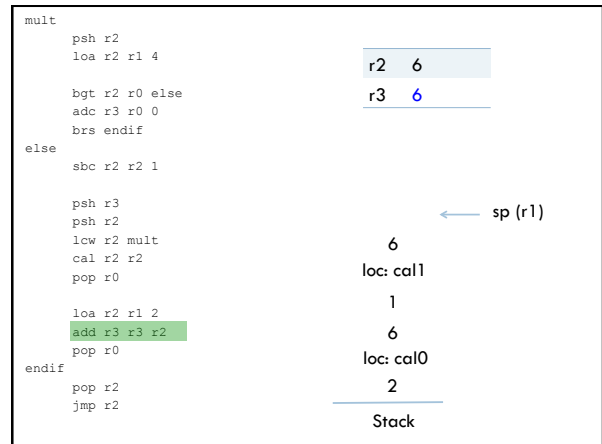 mult
psh r2
loa r2 r1 4
bgt r2 r0 else
adc r3 r0 0
brs endif
else
sbc r2 r2 1
psh r3
psh r2
lcw r2 mult
cal r2 r2
pop r0
loa r2 r1 2
add r3 r3 r2
pop r0
endif
pop r2
jmp r2
r2 6
r3 6
sp (r1)
6
loc: cal1
1
6
loc: cal0
2
Stack